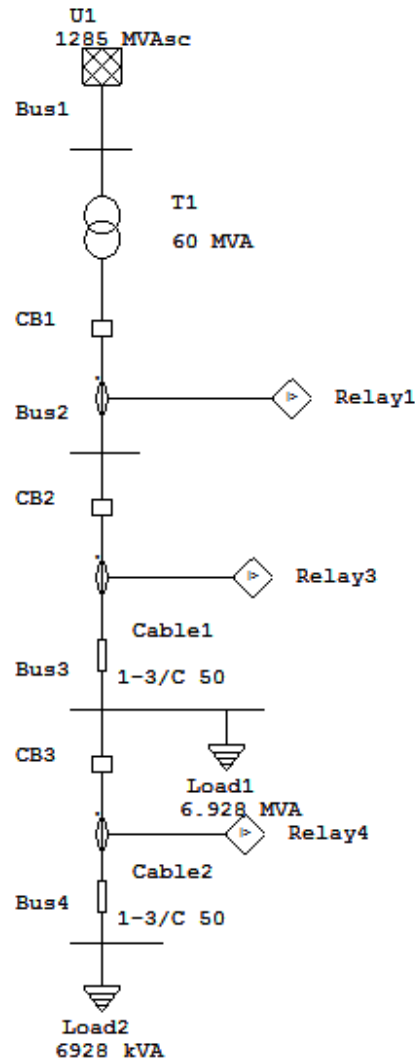 U1
1285 MVAsc
Bus1
T1
60 MVA
CB1
Relay1
Bus2
CB2
Relay3
Cable1
Bus3
1-3/C 50
CB3
Load1
6.928 MVA
Relay4
Cable2
Bus4
1-3/C 50
Load2
6928 kVA